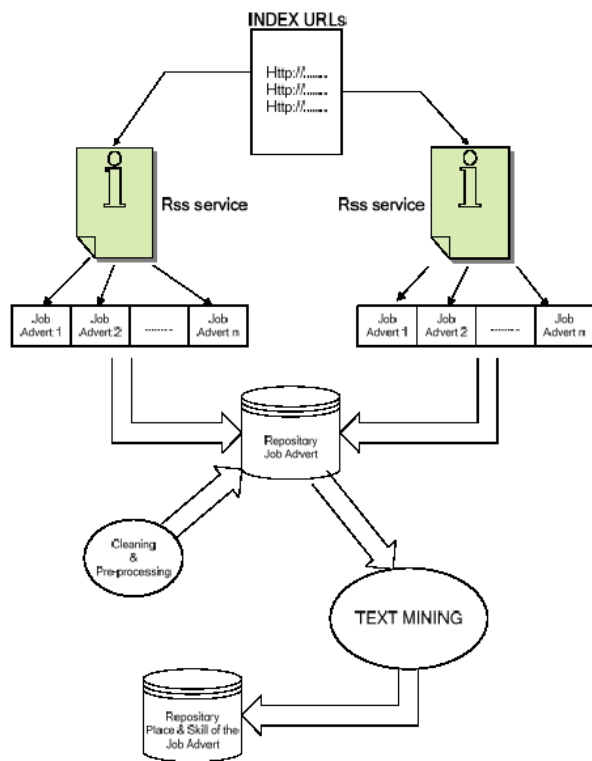 INDEX URLs
Http://.......
Http://.......
Http://.......
i
Rss service
Rss service
i
Job
Advert 1
Job
Advert 2
........
Job
Advert n
Job
Advert 1
Job
Advert 2
........
Job
Advert n
Repository
Job Advert
Cleaning
&
Pre-processing
TEXT MINING
Repository
Place & Skill of the
Job Advert